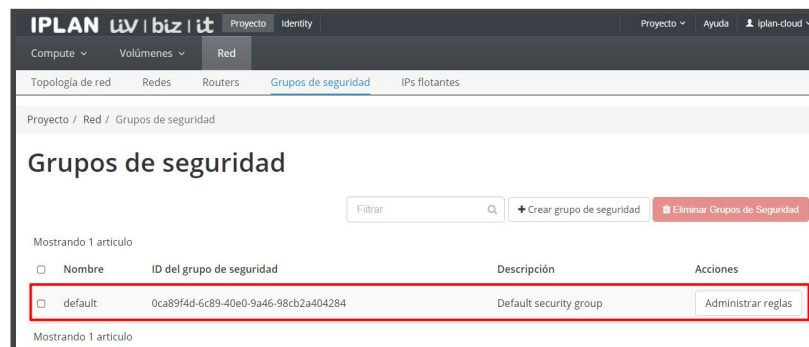 IPLAN liv | biz | it Proyecto Identity Proyecto Ayuda iplan-cloud
Compute Volúmenes Red
Topología de red Redes Routers Grupos de seguridad IPs flotantes
Proyecto / Red / Grupos de seguridad
Grupos de seguridad
Filtrar + Crear grupo de seguridad Eliminar Grupos de Seguridad
Mostrando 1 articulo
Nombre ID del grupo de seguridad Descripción Acciones
default 0ca89f4d-6c89-40e0-9a46-98cb2a404284 Default security group Administrar reglas
Mostrando 1 articulo